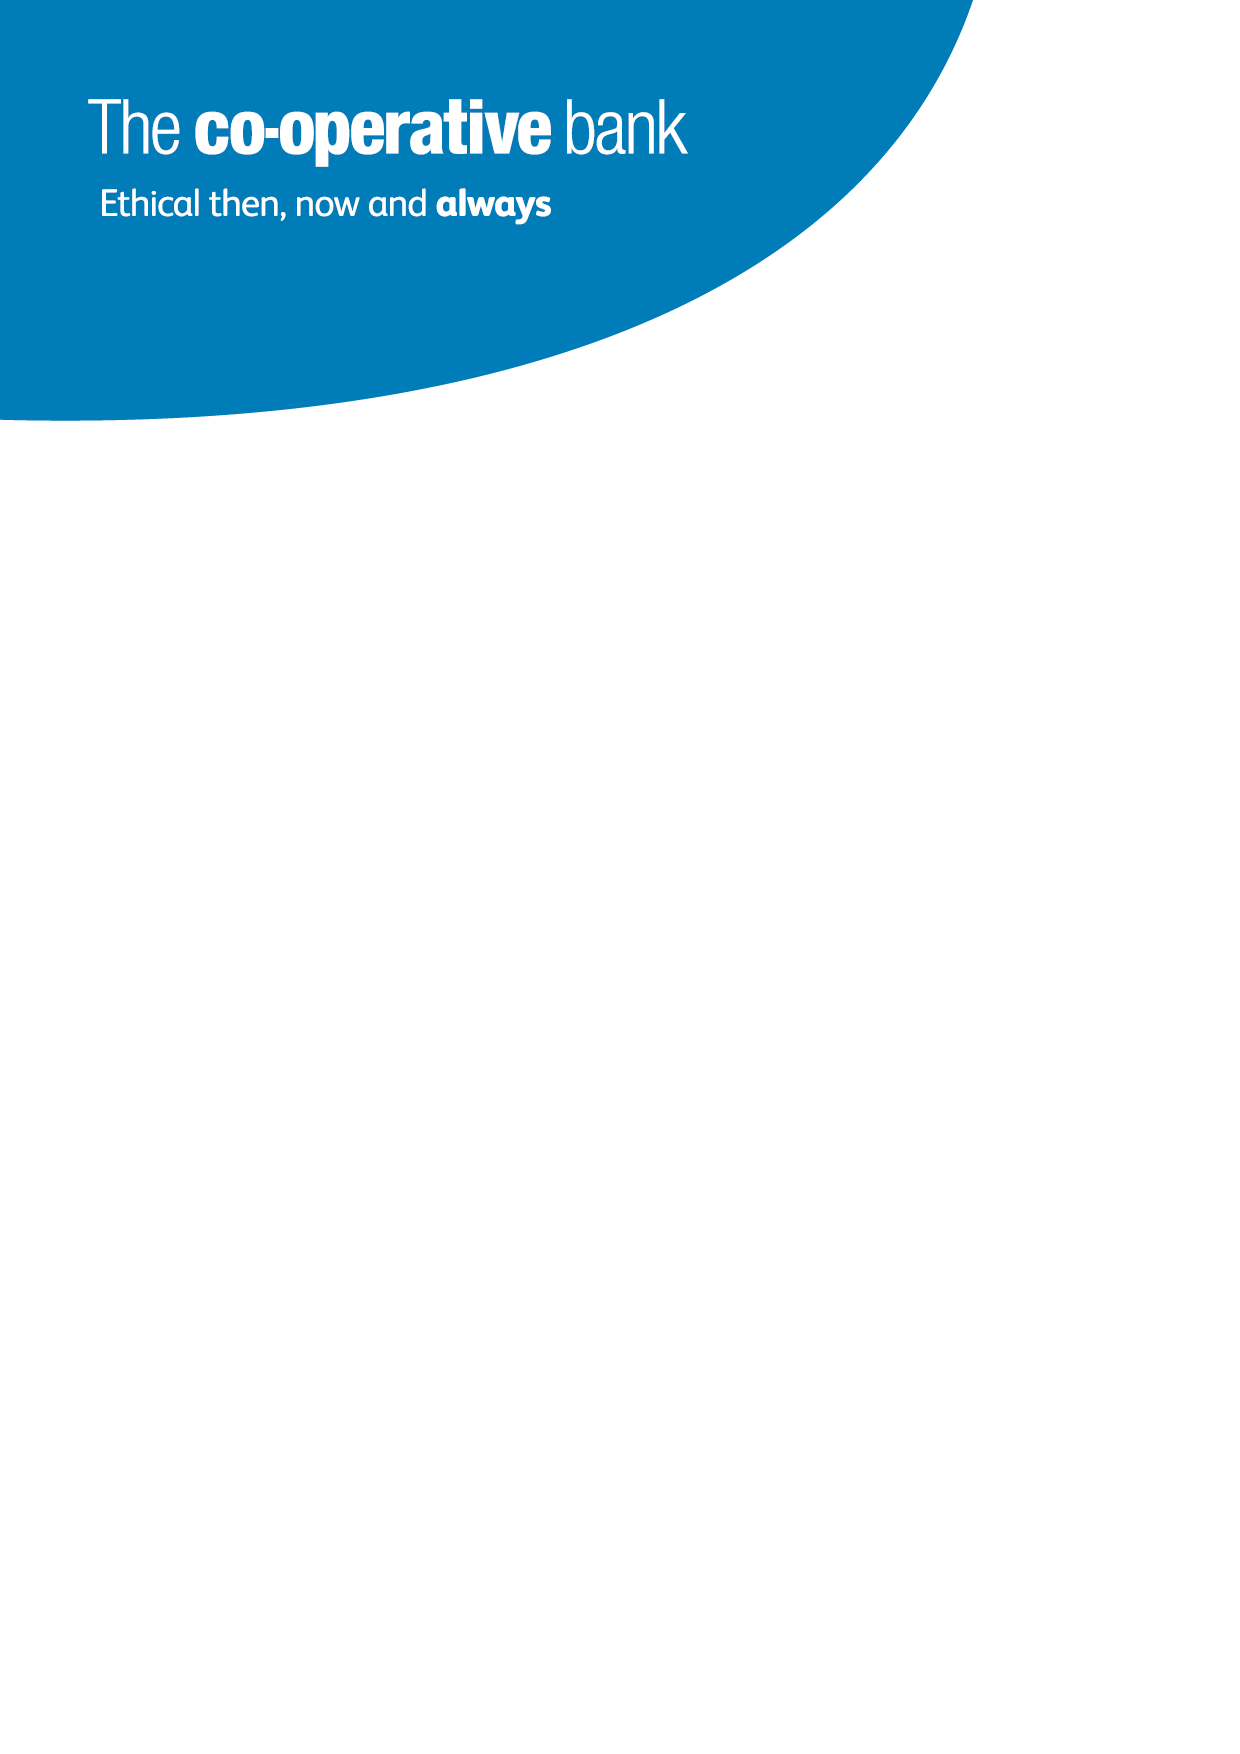 The co-operative bank
Ethical then, now and always